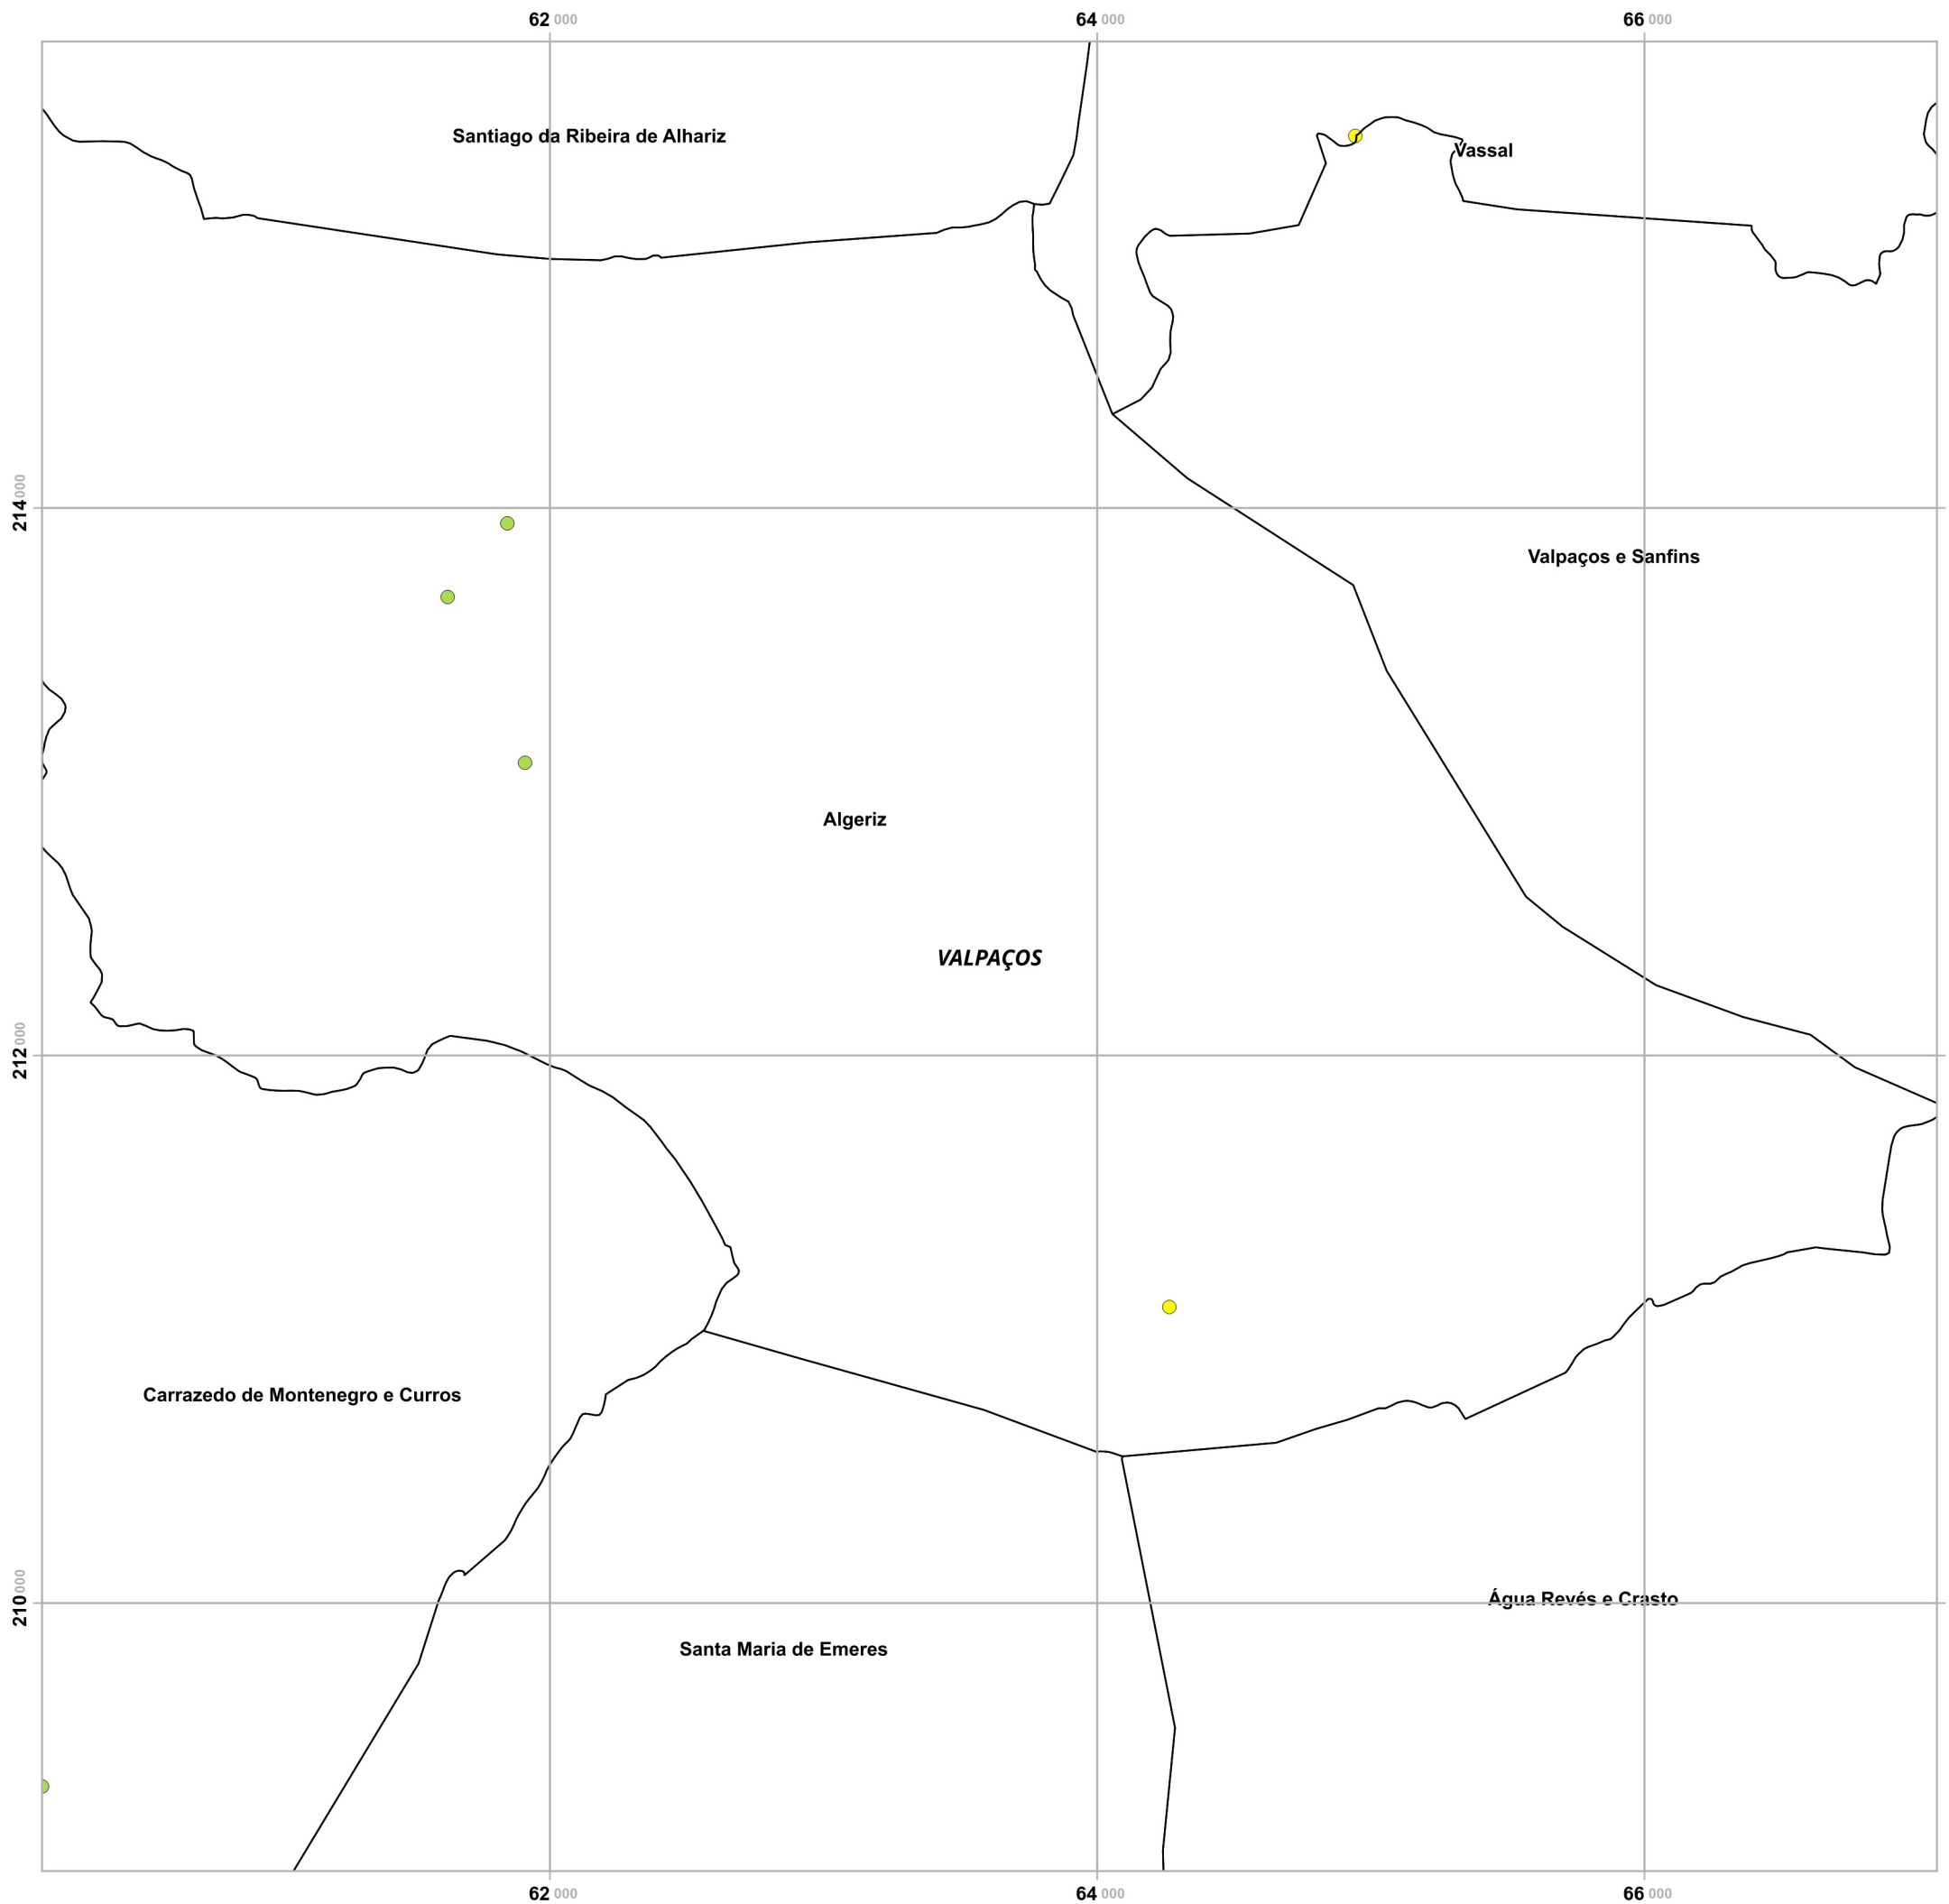 62 000 64 000 66 000
Santiago da Ribeira de Alhariz
Vassal
214 000
Valpaços e Sanfins
Algeriz
VALPAÇOS
212 000
Carrazedo de Montenegro e Curros
210 000
Água Revés e Crasto
Santa Maria de Emeres
62 000 64 000 66 000